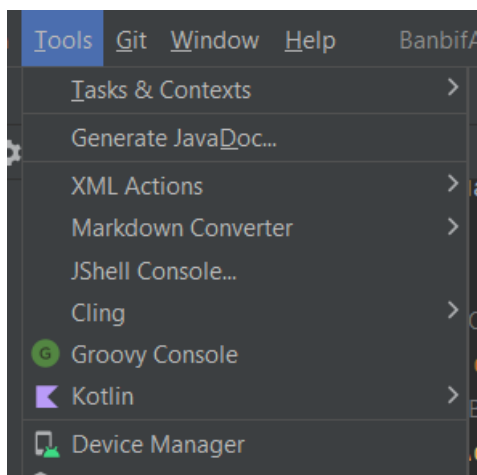 Tools Git Window Help BanbifA
Tasks & Contexts
Generate JavaDoc...
XML Actions
Markdown Converter
JShell Console...
Cling
G Groovy Console
Kotlin
Device Manager